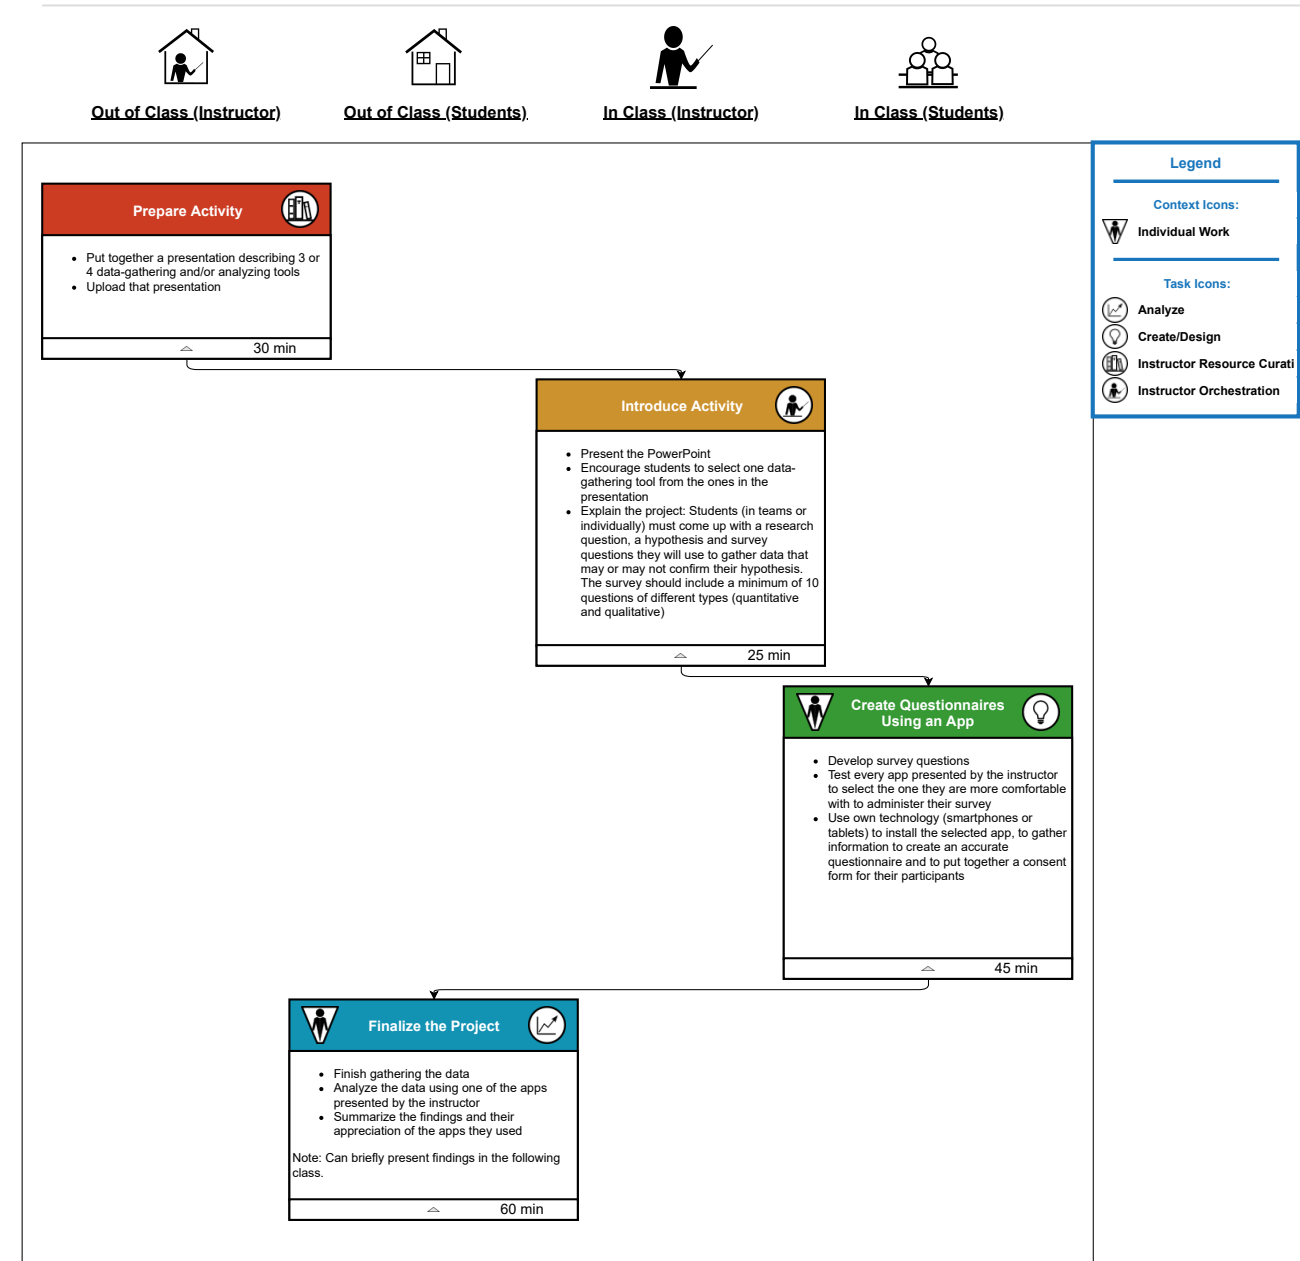 Out of Class (Instructor)
Out of Class (Students)
In Class (Instructor)
In Class (Students)
Legend
Context Icons:
Individual Work
Task Icons:
Analyze
Create/Design
Instructor Resource Curati
Instructor Orchestration
Prepare Activity
Put together a presentation describing 3 or
4 data-gathering and/or analyzing tools
Upload that presentation
30 min
Introduce Activity
Present the PowerPoint
Encourage students to select one data-
gathering tool from the ones in the
presentation
Explain the project: Students (in teams or
individually) must come up with a research
question, a hypothesis and survey
questions they will use to gather data that
may or may not confirm their hypothesis.
The survey should include a minimum of 10
questions of different types (quantitative
and qualitative)
25 min
Create Questionnaires
Using an App
Develop survey questions
Test every app presented by the instructor
to select the one they are more comfortable
with to administer their survey
Use own technology (smartphones or
tablets) to install the selected app, to gather
information to create an accurate
questionnaire and to put together a consent
form for their participants
45 min
Finalize the Project
Finish gathering the data
Analyze the data using one of the apps
presented by the instructor
Summarize the findings and their
appreciation of the apps they used
Note: Can briefly present findings in the following
class.
60 min